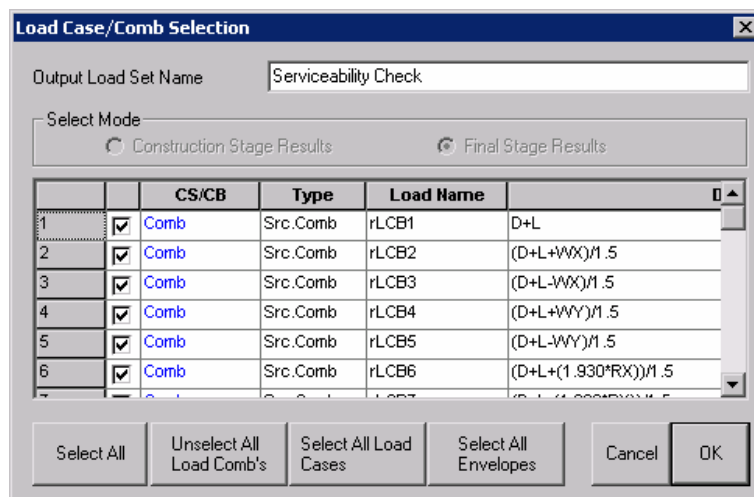 Load Case/Comb Selection
Output Load Set Name Serviceability Check
Select Mode
Construction Stage Results Final Stage Results
CS/CB Type Load Name D
1 Comb Src.Comb rLCB1 D+L
2 Comb Src.Comb rLCB2 (D+L+WX)/1.5
3 Comb Src.Comb rLCB3 (D+L-WX)/1.5
4 Comb Src.Comb rLCB4 (D+L+WY)/1.5
5 Comb Src.Comb rLCB5 (D+L-WY)/1.5
6 Comb Src.Comb rLCB6 (D+L+(1.930*RX))/1.5
Select All Unselect All Load Comb's Select All Load Cases Select All Envelopes Cancel OK